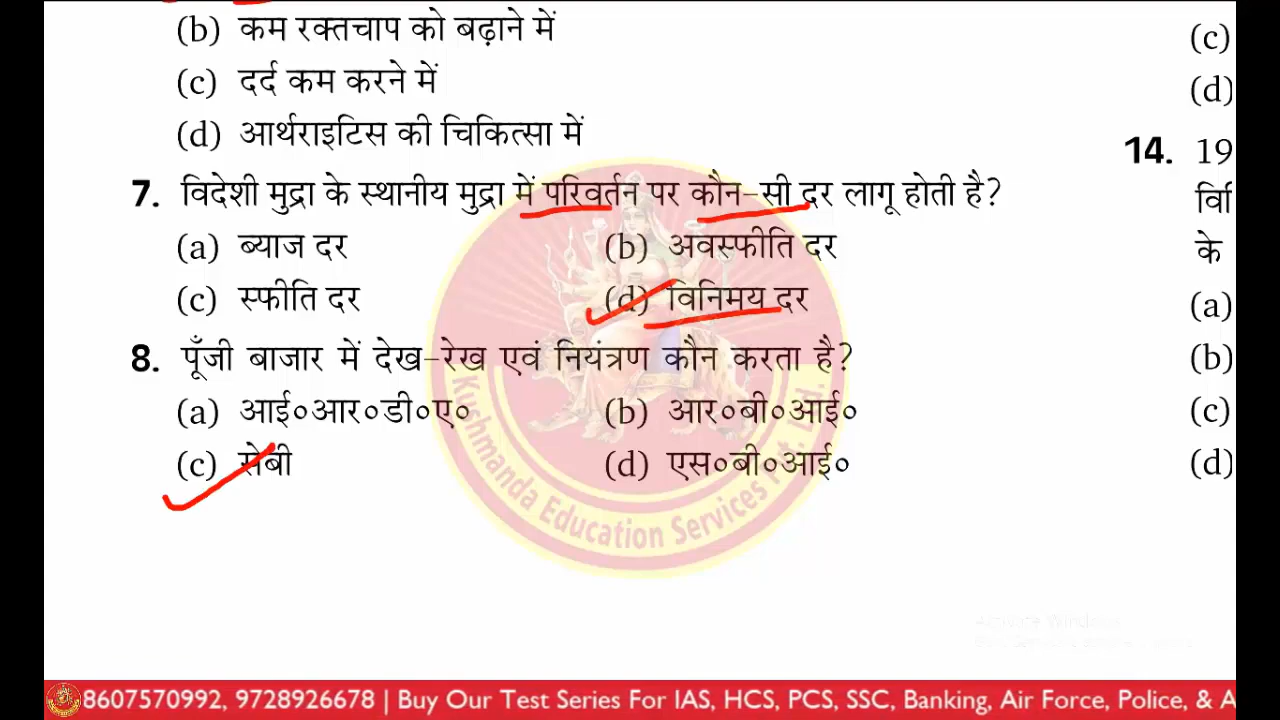 (b) कम रक्तचाप को बढ़ाने में
(c) दर्द कम करने में
(d) आर्थराइटिस की चिकित्सा में
7. विदेशी मुद्रा के स्थानीय मुद्रा में परिवर्तन पर कौन-सी दर लागू होती है?
(a) ब्याज दर (b) अवस्फीति दर
(c) स्फीति दर (d) विनिमय दर
8. पूँजी बाजार में देख-रेख एवं नियंत्रण कौन करता है?
(a) आई०आर०डी०ए० (b) आर०बी०आई०
(c) सेबी (d) एस०बी०आई०
(c)
(d)
14. 19
के
(a)
(b)
(c)
(d)
Kushmanda Education Services Pvt. Ltd.
8607570992, 9728926678 | Buy Our Test Series For IAS, HCS, PCS, SSC, Banking, Air Force, Police, & A